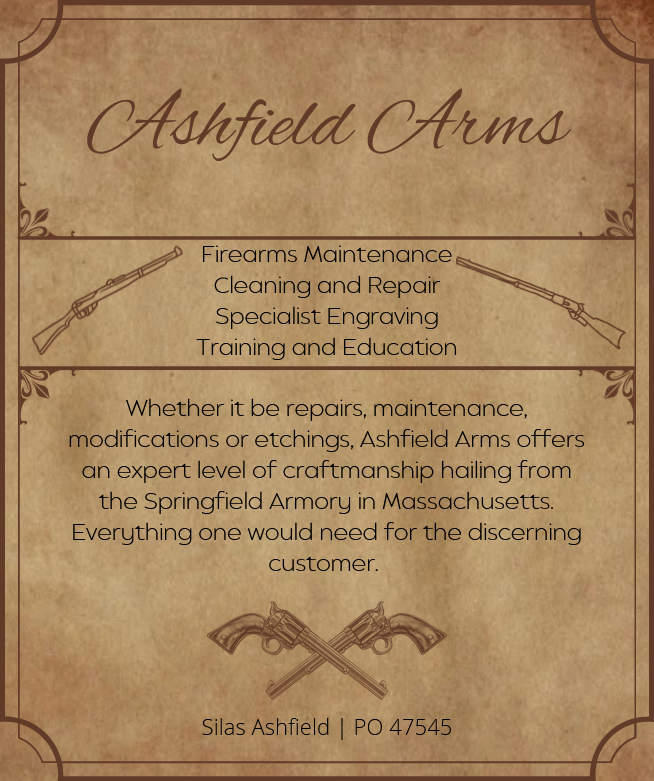 Ashfield Arms
Firearms Maintenance
Cleaning and Repair
Specialist Engraving
Training and Education
Whether it be repairs, maintenance,
modifications or etchings, Ashfield Arms offers
an expert level of craftmanship hailing from
the Springfield Armory in Massachusetts.
Everything one would need for the discerning
customer.
Silas Ashfield | PO 47545